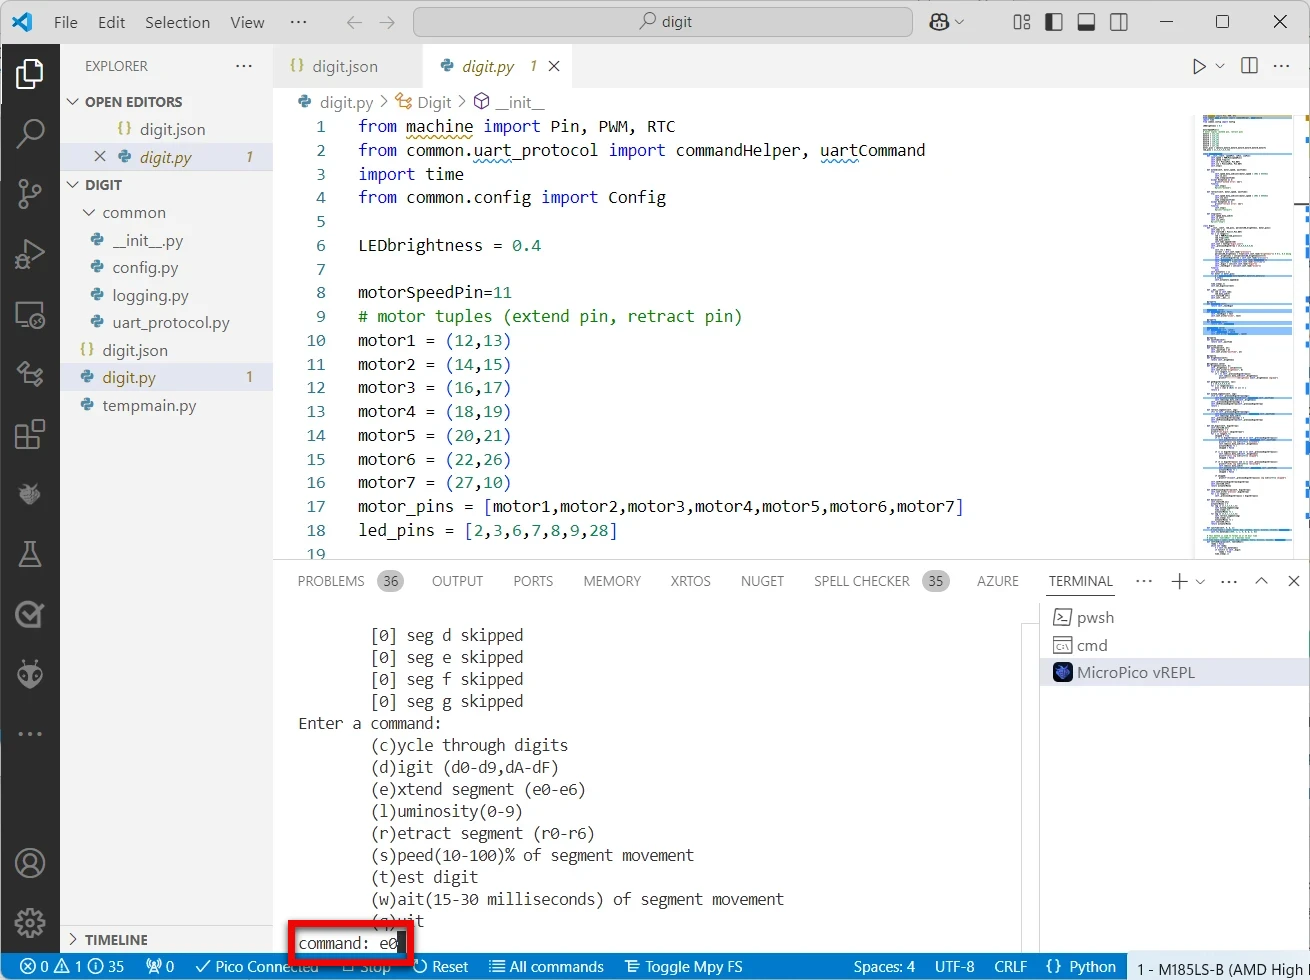 File Edit Selection View ··· digit
EXPLORER ···
OPEN EDITORS
{} digit.json
digit.py 1
DIGIT
common
__init__.py
config.py
logging.py
uart_protocol.py
{} digit.json
digit.py 1
tempmain.py
TIMELINE
{} digit.json digit.py 1
digit.py > Digit > __init__
1 from machine import Pin, PWM, RTC
2 from common.uart_protocol import commandHelper, uartCommand
3 import time
4 from common.config import Config
5
6 LEDbrightness = 0.4
7
8 motorSpeedPin=11
9 # motor tuples (extend pin, retract pin)
10 motor1 = (12,13)
11 motor2 = (14,15)
12 motor3 = (16,17)
13 motor4 = (18,19)
14 motor5 = (20,21)
15 motor6 = (22,26)
16 motor7 = (27,10)
17 motor_pins = [motor1,motor2,motor3,motor4,motor5,motor6,motor7]
18 led_pins = [2,3,6,7,8,9,28]
19
PROBLEMS 36 OUTPUT PORTS MEMORY XRTOS NUGET SPELL CHECKER 35 AZURE TERMINAL ···
[0] seg d skipped
[0] seg e skipped
[0] seg f skipped
[0] seg g skipped
Enter a command:
(c)ycle through digits
(d)igit (d0-d9,dA-dF)
(e)xtend segment (e0-e6)
(l)uminosity(0-9)
(r)etract segment (r0-r6)
(s)peed(10-100)% of segment movement
(t)est digit
(w)ait(15-30 milliseconds) of segment movement
(q)uit
command: e0
pwsh
cmd
MicroPico vREPL
0 1 35 0 Pico Connected Stop Reset All commands Toggle Mpy FS Spaces: 4 UTF-8 CRLF {} Python
1 - M185LS-B (AMD High